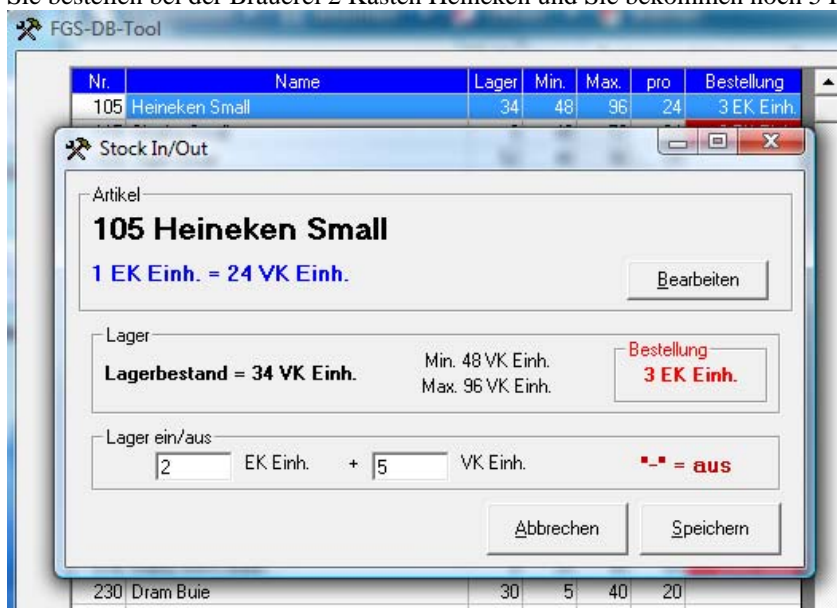 Sie bestellen bei der Brauerei 2 Kästen Heineken und Sie bekommen noch 5
FGS-DB-Tool
Nr. Name Lager Min. Max. pro Bestellung
105 Heineken Small 34 48 96 24 3 EK Einh.
Stock In/Out
Artikel
105 Heineken Small
1 EK Einh. = 24 VK Einh.
Bearbeiten
Lager
Lagerbestand = 34 VK Einh.
Min. 48 VK Einh.
Max. 96 VK Einh.
Bestellung
3 EK Einh.
Lager ein/aus
2 EK Einh. + 5 VK Einh. "-" = aus
Abbrechen Speichern
230 Dram Buie 30 5 40 20